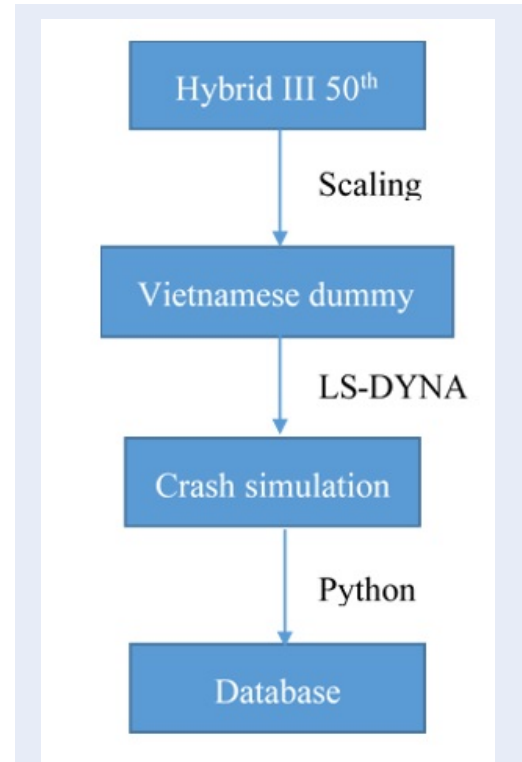 Hybrid III 50th
Scaling
Vietnamese dummy
LS-DYNA
Crash simulation
Python
Database